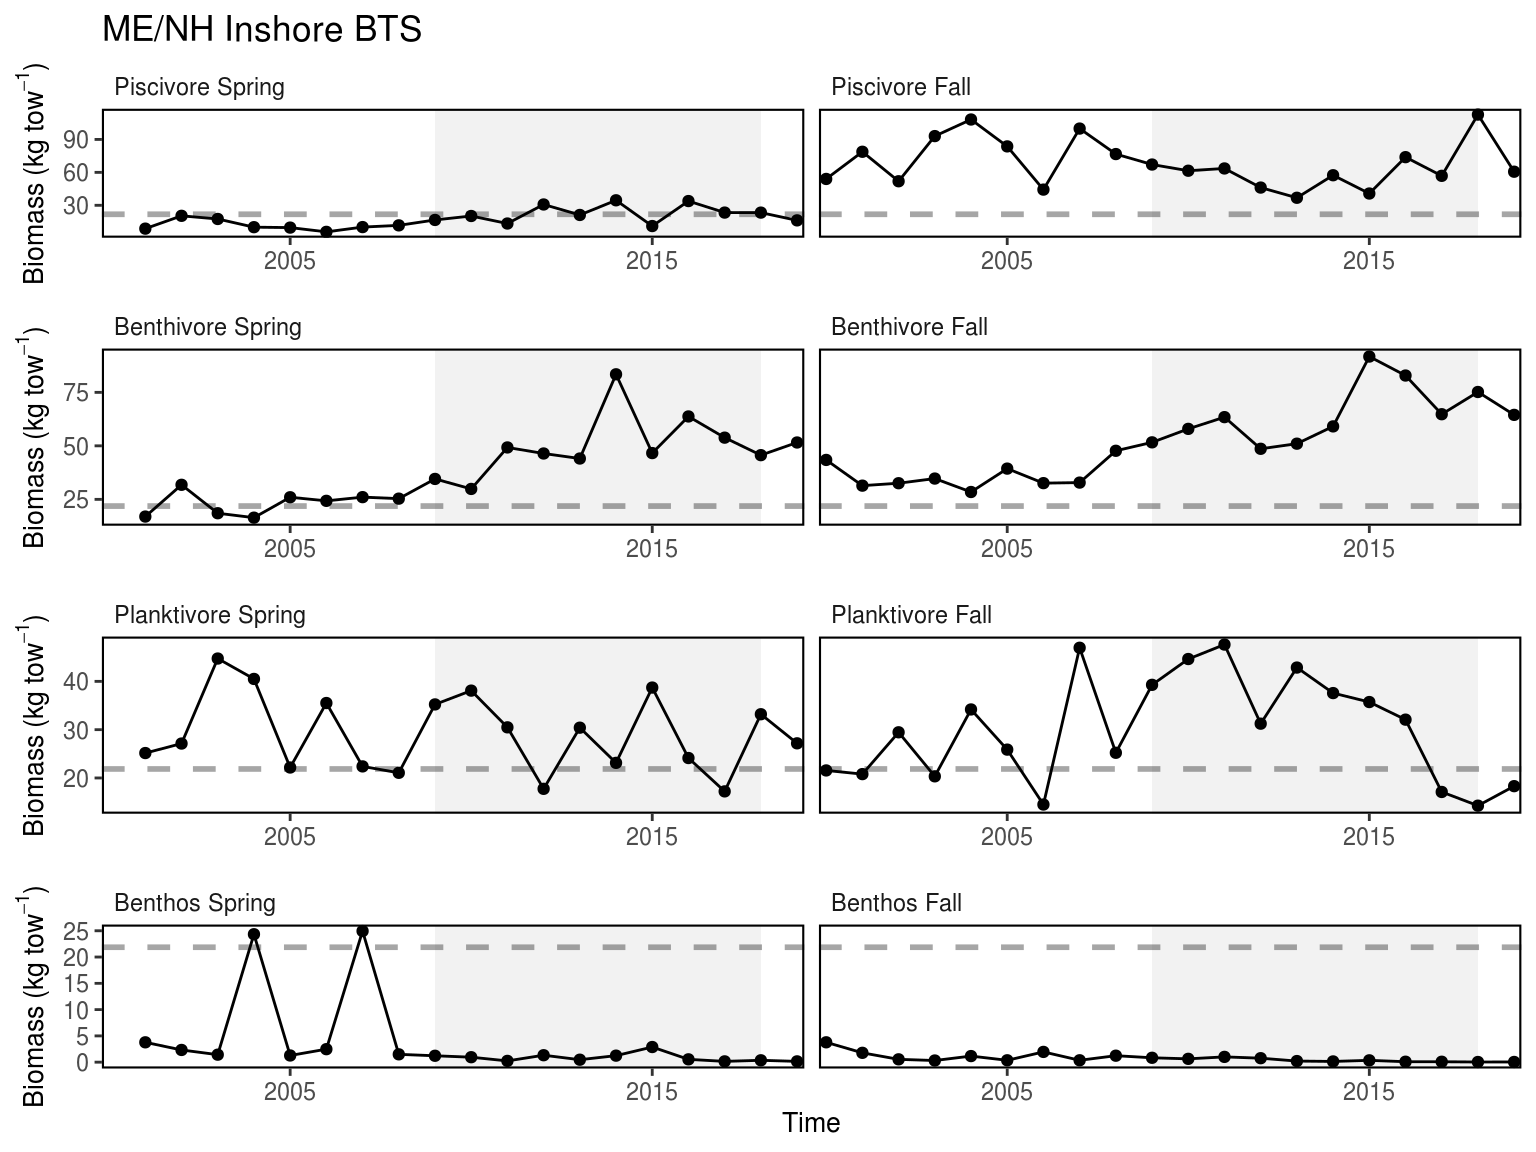 ME/NH Inshore BTS
Piscivore Spring
Piscivore Fall
Biomass (kg tow⁻¹)
90
60
30
2005
2015
2005
2015
Benthivore Spring
Benthivore Fall
Biomass (kg tow⁻¹)
75
50
25
2005
2015
2005
2015
Planktivore Spring
Planktivore Fall
Biomass (kg tow⁻¹)
40
30
20
2005
2015
2005
2015
Benthos Spring
Benthos Fall
Biomass (kg tow⁻¹)
25
20
15
10
5
0
2005
2015
2005
2015
Time